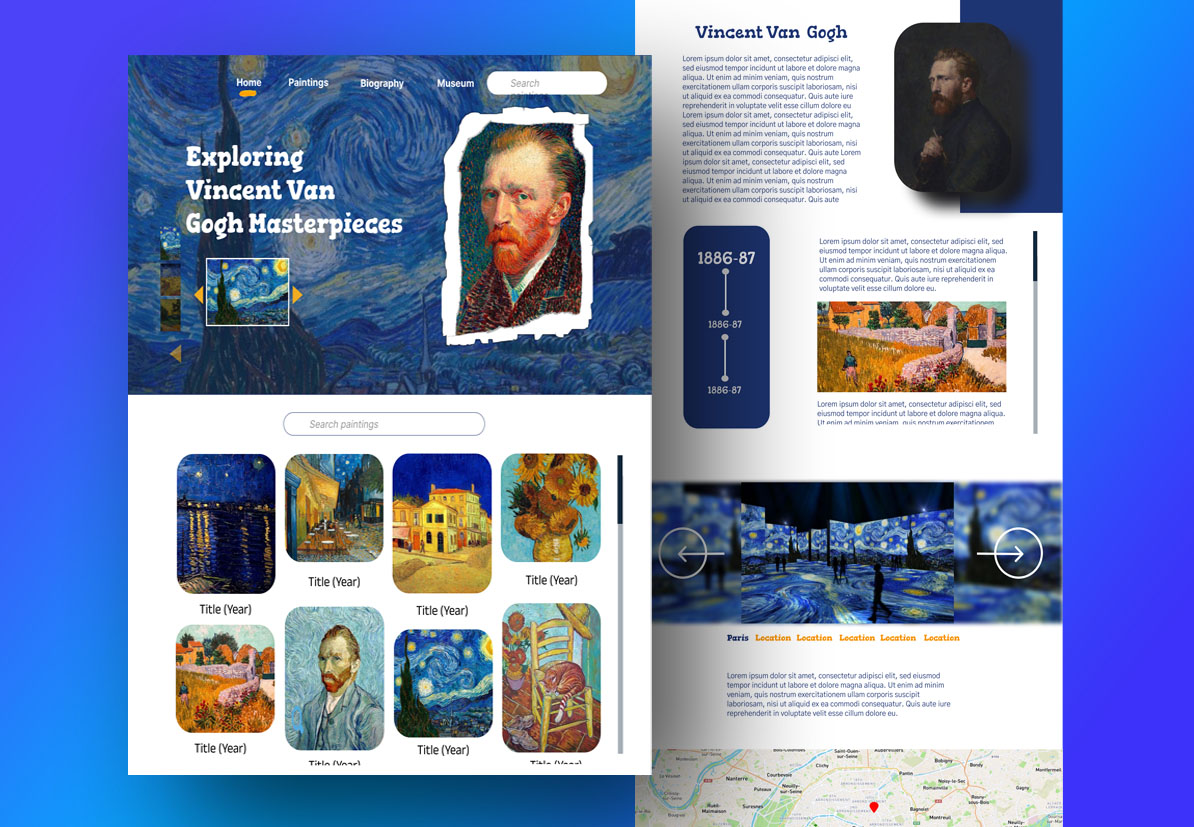 Home
Paintings
Biography
Museum
Search
Exploring
Vincent Van
Gogh Masterpieces
Search paintings
Title (Year)
Title (Year)
Title (Year)
Title (Year)
Title (Year)
Title (Year)
Title (Year)
Title (Year)
Vincent Van Gogh
Lorem ipsum dolor sit amet, consectetur adipisci elit,
sed eiusmod tempor incidunt ut labore et dolore magna
aliqua. Ut enim ad minim veniam, quis nostrum
exercitationem ullam corporis suscipit laboriosam, nisi
ut aliquid ex ea commodi consequatur. Quis aute iure
reprehenderit in voluptate velit esse cillum dolore eu
Lorem ipsum dolor sit amet, consectetur adipisci elit,
sed eiusmod tempor incidunt ut labore et dolore magna
aliqua. Ut enim ad minim veniam, quis nostrum
exercitationem ullam corporis suscipit laboriosam, nisi
ut aliquid ex ea commodi consequatur. Quis aute Lorem
ipsum dolor sit amet, consectetur adipisci elit, sed
eiusmod tempor incidunt ut labore et dolore magna
aliqua. Ut enim ad minim veniam, quis nostrum
exercitationem ullam corporis suscipit laboriosam, nisi
ut aliquid ex ea commodi consequatur. Quis aute
1886-87
1886-87
1886-87
Lorem ipsum dolor sit amet, consectetur adipisci elit, sed
eiusmod tempor incidunt ut labore et dolore magna aliqua.
Ut enim ad minim veniam, quis nostrum exercitationem
ullam corporis suscipit laboriosam, nisi ut aliquid ex ea
commodi consequatur. Quis aute iure reprehenderit in
voluptate velit esse cillum dolore eu.
Lorem ipsum dolor sit amet, consectetur adipisci elit, sed
eiusmod tempor incidunt ut labore et dolore magna aliqua.
Ut enim ad minim veniam, quis nostrum exercitationem
Paris Location Location Location Location Location
Lorem ipsum dolor sit amet, consectetur adipisci elit, sed eiusmod
tempor incidunt ut labore et dolore magna aliqua. Ut enim ad minim
veniam, quis nostrum exercitationem ullam corporis suscipit
laboriosam, nisi ut aliquid ex ea commodi consequatur. Quis aute iure
reprehenderit in voluptate velit esse cillum dolore eu.
Saint-Ouen-
sur-Seine
Aubervilliers
Clichy
Bobigny
Bondy
Montfermeil
Nanterre
Courbevoie
Pantin
Noisy-le-Sec
Romainville
Gagny
Puteaux
Neuilly-
sur-Seine
Rosny-
sous-Bois
Rueil-
Malmaison
Suresnes
Bagnolet
Montreuil
Neuilly-